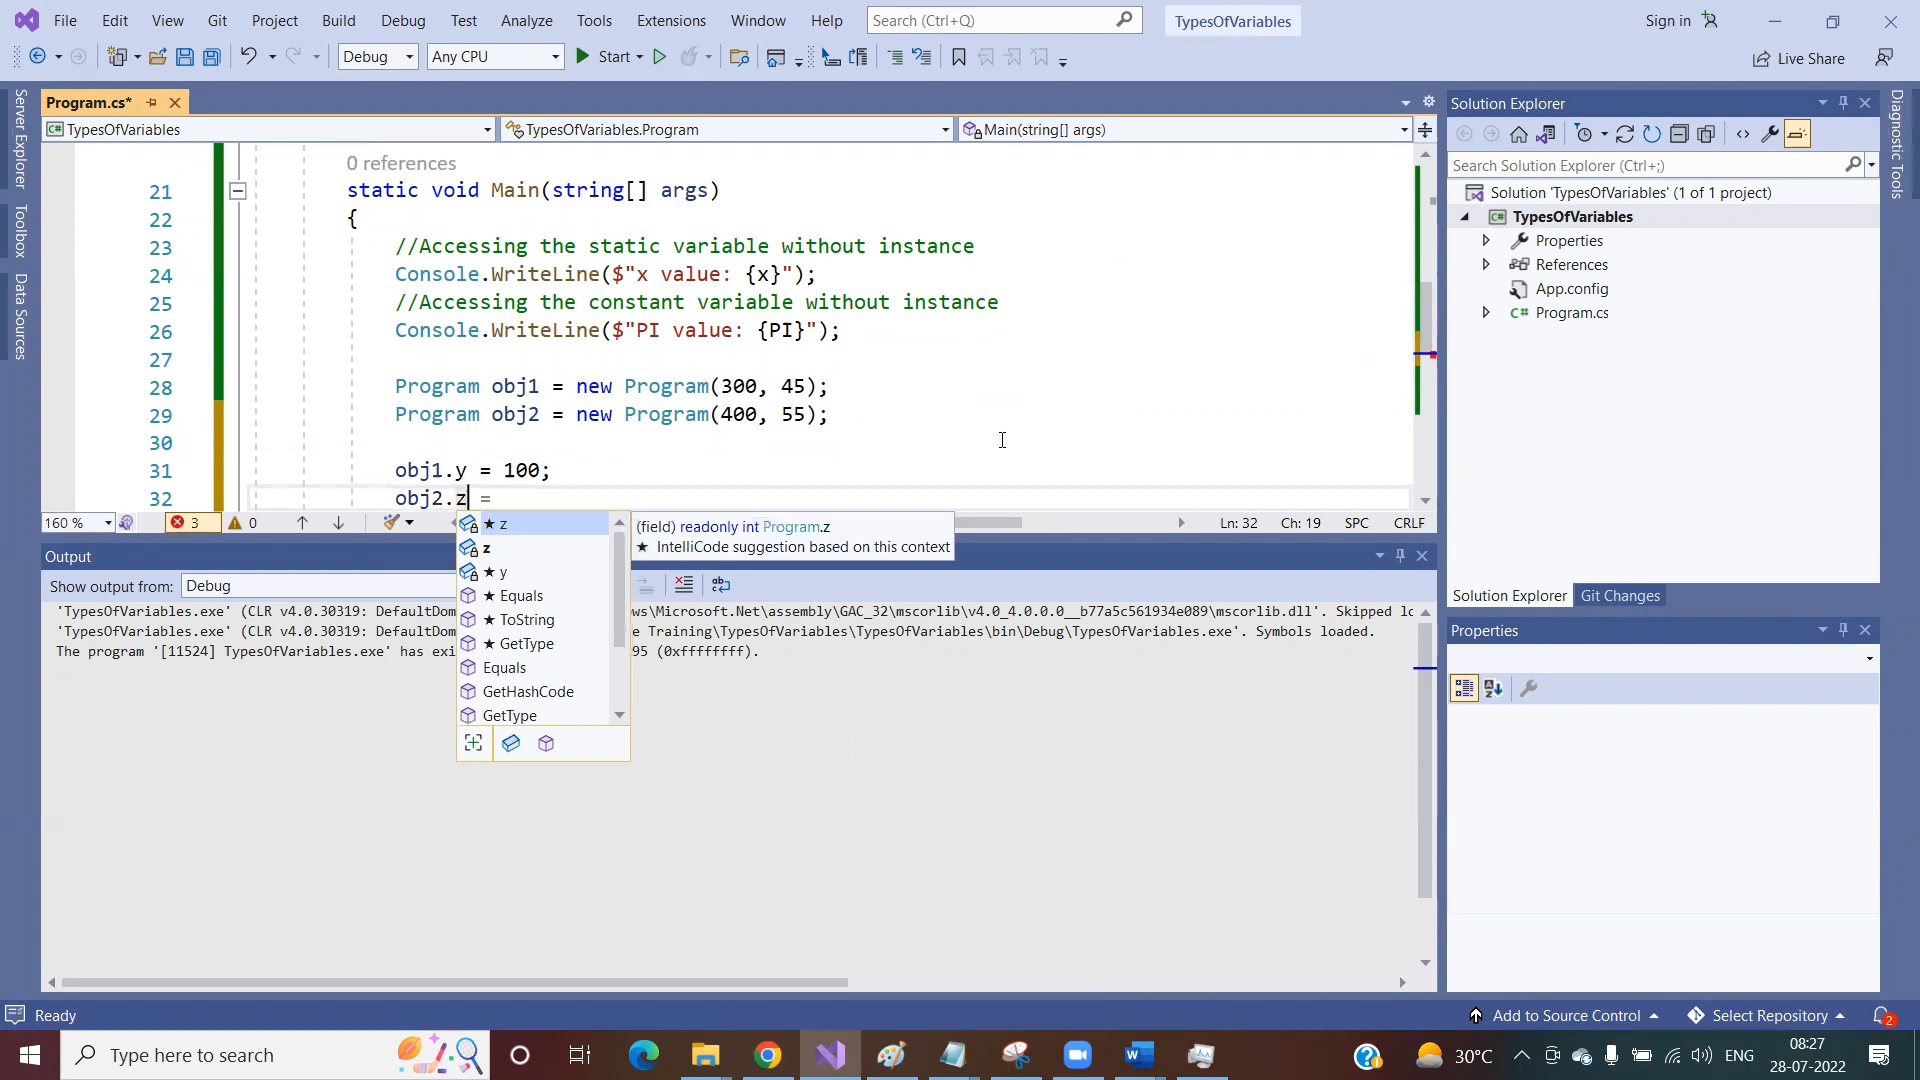 File Edit View Git Project Build Debug Test Analyze Tools Extensions Window Help Search (Ctrl+Q) TypesOfVariables Sign in
Debug Any CPU Start Live Share
Program.cs* Solution Explorer
TypesOfVariables TypesOfVariables.Program Main(string[] args)
Server Explorer
Toolbox
Data Sources
Diagnostic Tools
0 references
21 static void Main(string[] args)
22 {
23 //Accessing the static variable without instance
24 Console.WriteLine($"x value: {x}");
25 //Accessing the constant variable without instance
26 Console.WriteLine($"PI value: {PI}");
27
28 Program obj1 = new Program(300, 45);
29 Program obj2 = new Program(400, 55);
30
31 obj1.y = 100;
32 obj2.z =
160 % 3 0 Ln: 32 Ch: 19 SPC CRLF
★ z
z
★ y
★ Equals
★ ToString
★ GetType
Equals
GetHashCode
GetType
(field) readonly int Program.z
★ IntelliCode suggestion based on this context
Output
Show output from: Debug
'TypesOfVariables.exe' (CLR v4.0.30319: DefaultDom ws\Microsoft.Net\assembly\GAC_32\mscorlib\v4.0_4.0.0.0__b77a5c561934e089\mscorlib.dll'. Skipped lo
'TypesOfVariables.exe' (CLR v4.0.30319: DefaultDom e Training\TypesOfVariables\TypesOfVariables\bin\Debug\TypesOfVariables.exe'. Symbols loaded.
The program '[11524] TypesOfVariables.exe' has exi 95 (0xffffffff).
Search Solution Explorer (Ctrl+;)
Solution 'TypesOfVariables' (1 of 1 project)
TypesOfVariables
Properties
References
App.config
Program.cs
Solution Explorer Git Changes
Properties
Ready Add to Source Control Select Repository 2
Type here to search 30°C ENG 08:27
28-07-2022